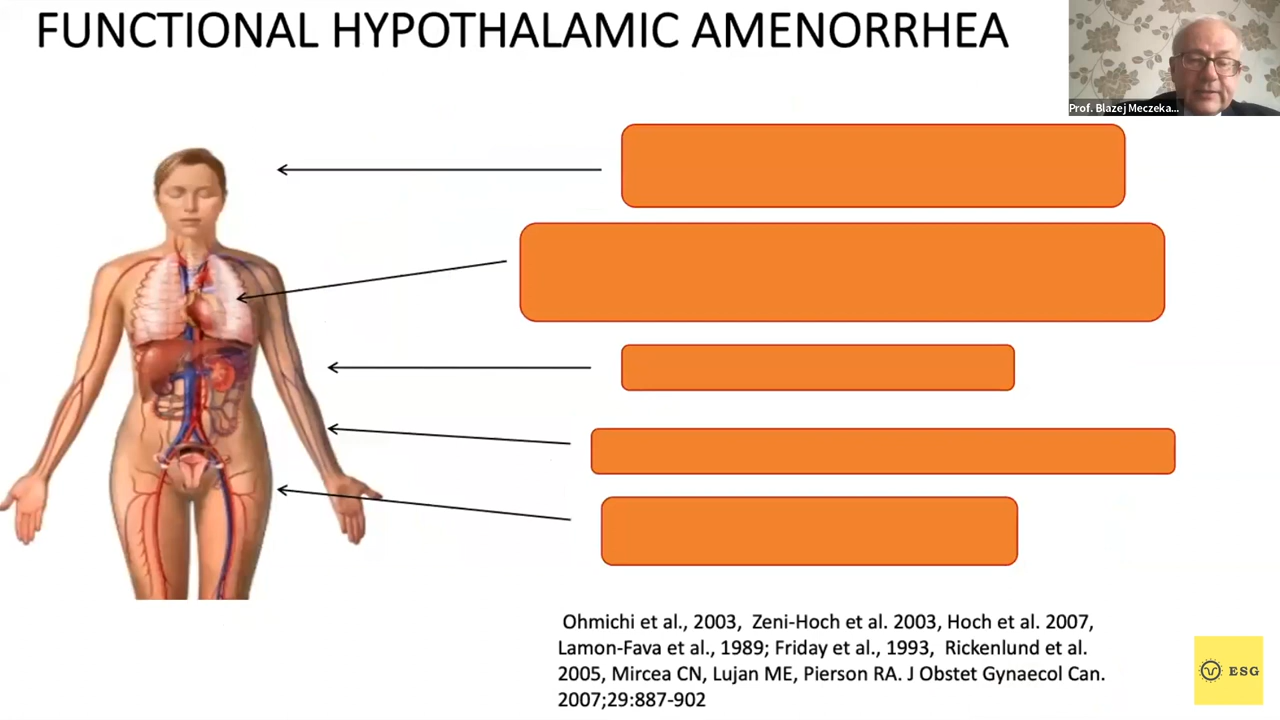 FUNCTIONAL HYPOTHALAMIC AMENORRHEA
Prof. Blazej Meczeka...
Ohmichi et al., 2003, Zeni-Hoch et al. 2003, Hoch et al. 2007,
Lamon-Fava et al., 1989; Friday et al., 1993, Rickenlund et al.
2005, Mircea CN, Lujan ME, Pierson RA. J Obstet Gynaecol Can.
2007;29:887-902
ESG